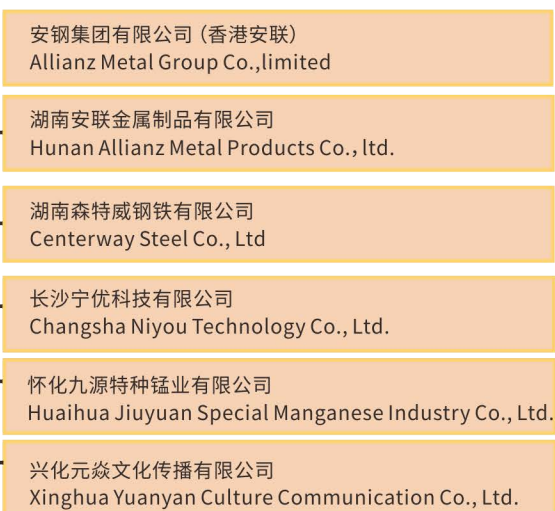 安钢集团有限公司（香港安联）
Allianz Metal Group Co.,limited
湖南安联金属制品有限公司
Hunan Allianz Metal Products Co., ltd.
湖南森特威钢铁有限公司
Centerway Steel Co., Ltd
长沙宁优科技有限公司
Changsha Niyou Technology Co., Ltd.
怀化九源特种锰业有限公司
Huaihua Jiuyuan Special Manganese Industry Co., Ltd.
兴化元焱文化传播有限公司
Xinghua Yuanyan Culture Communication Co., Ltd.